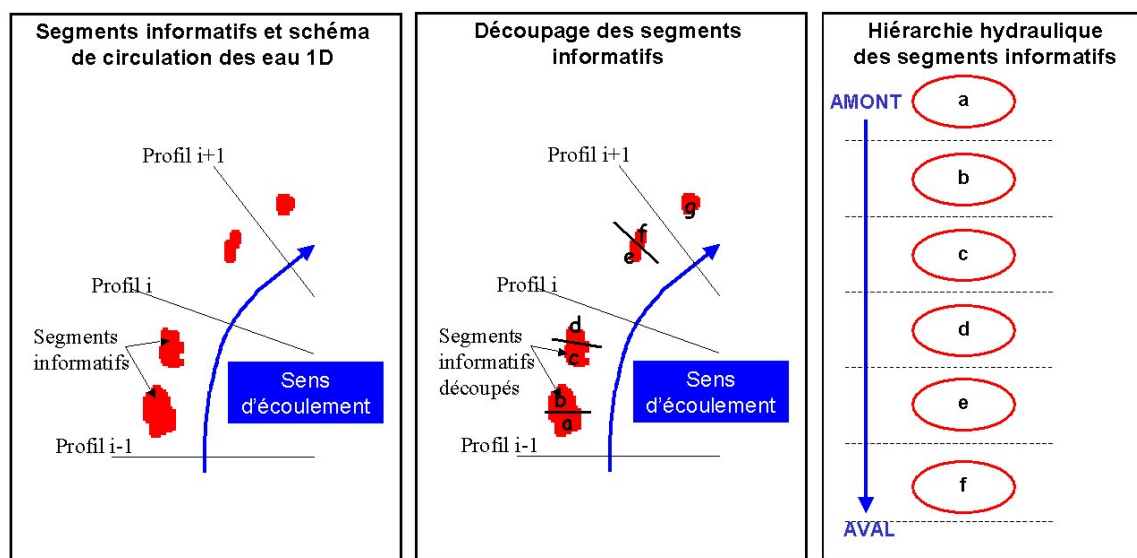 Segments informatifs et schéma
de circulation des eau 1D
Profil i+1
Profil i
Segments
informatifs
Sens
d'écoulement
Profil i-1
Découpage des segments
informatifs
Profil i+1
g
f
e
Profil i
d
Segments
informatifs
découpés
c
b
a
Sens
d'écoulement
Profil i-1
Hiérarchie hydraulique
des segments informatifs
AMONT
a
b
c
d
e
f
AVAL